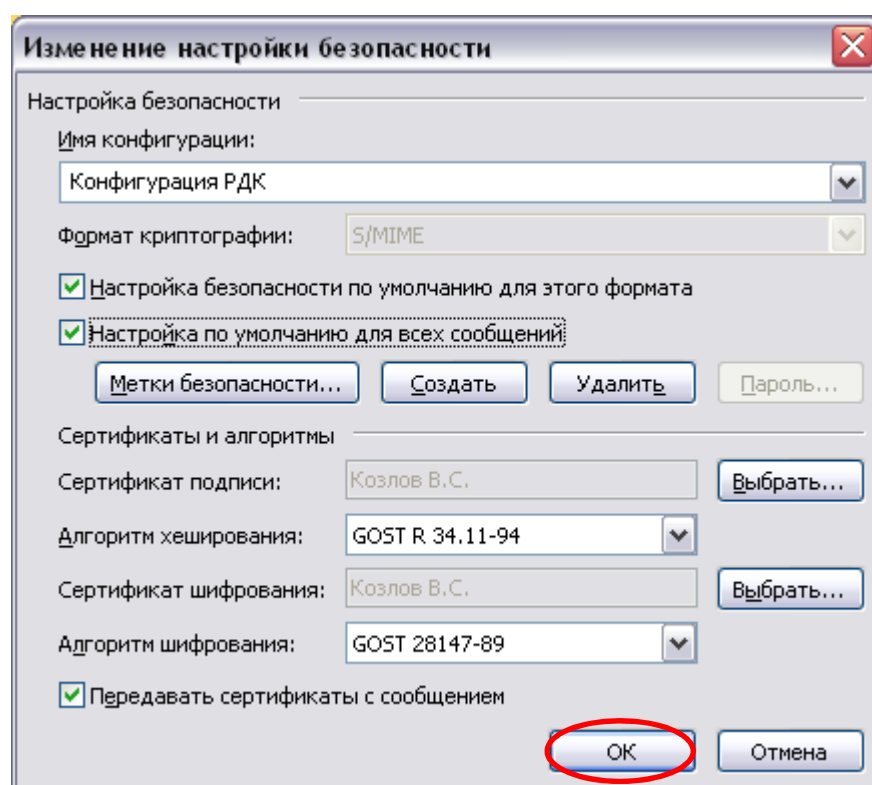 Изменение настройки безопасности
Настройка безопасности
Имя конфигурации:
Конфигурация РДК
Формат криптографии: S/MIME
Настройка безопасности по умолчанию для этого формата
Настройка по умолчанию для всех сообщений
Метки безопасности... Создать Удалить Пароль...
Сертификаты и алгоритмы
Сертификат подписи: Козлов В.С. Выбрать...
Алгоритм хеширования: GOST R 34.11-94
Сертификат шифрования: Козлов В.С. Выбрать...
Алгоритм шифрования: GOST 28147-89
Передавать сертификаты с сообщением
ОК Отмена